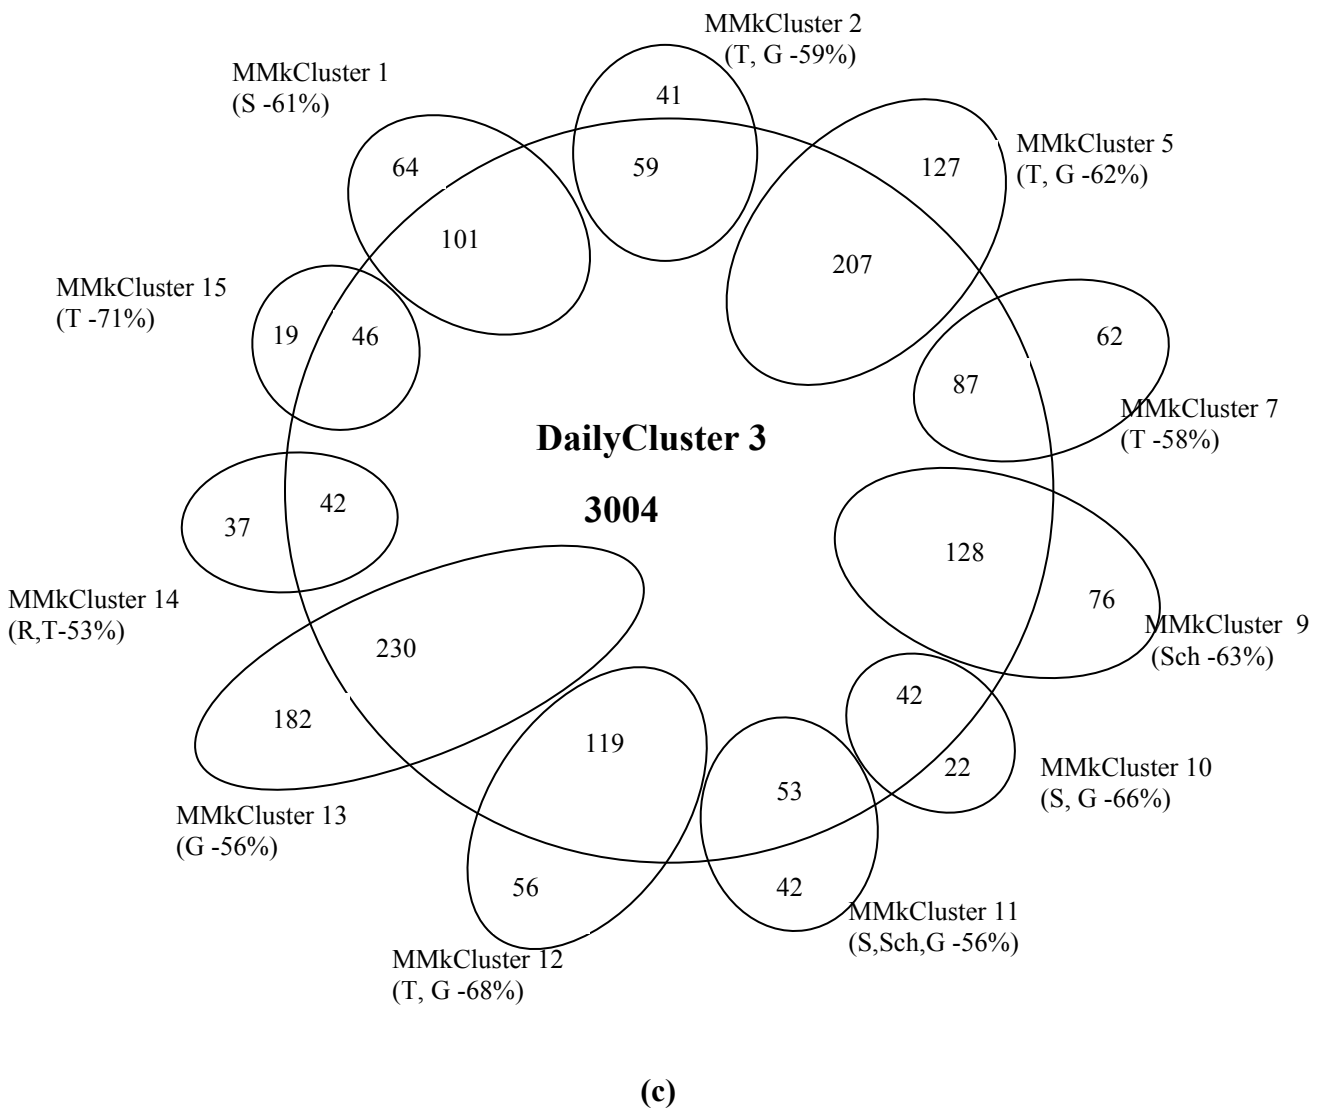 MMkCluster 2
(T, G -59%)
MMkCluster 1
(S -61%)
41
MMkCluster 5
(T, G -62%)
64
59
127
101
207
MMkCluster 15
(T -71%)
19
46
62
87
MMkCluster 7
(T -58%)
DailyCluster 3
3004
37
42
128
76
MMkCluster 14
(R,T-53%)
MMkCluster 9
(Sch -63%)
230
182
42
22
119
53
MMkCluster 10
(S, G -66%)
MMkCluster 13
(G -56%)
56
42
MMkCluster 11
(S,Sch,G -56%)
MMkCluster 12
(T, G -68%)
(c)